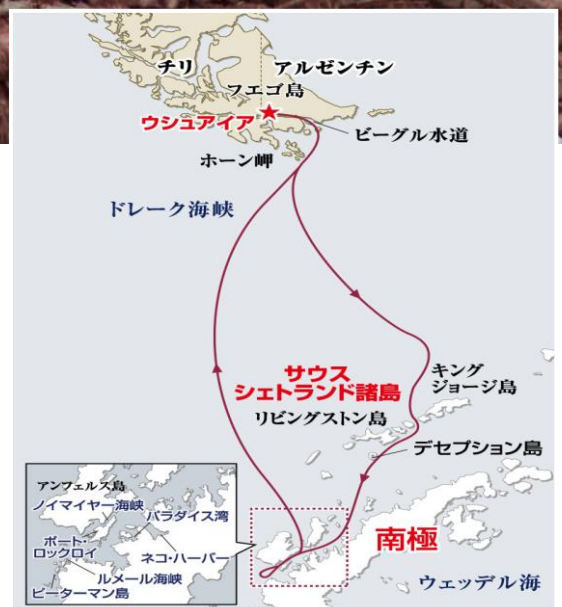 チリ
アルゼンチン
フエゴ島
ウシュアイア
ビーグル水道
ホーン岬
ドレーク海峡
サウス
シェトランド諸島
キング
ジョージ島
リビングストン島
デセプション島
アンフェルス島
ノイマイヤー海峡
パラダイス湾
ポート・
ロックロイ
ネコ・ハーバー
ルメール海峡
ピーターマン島
南極
ウェッデル海